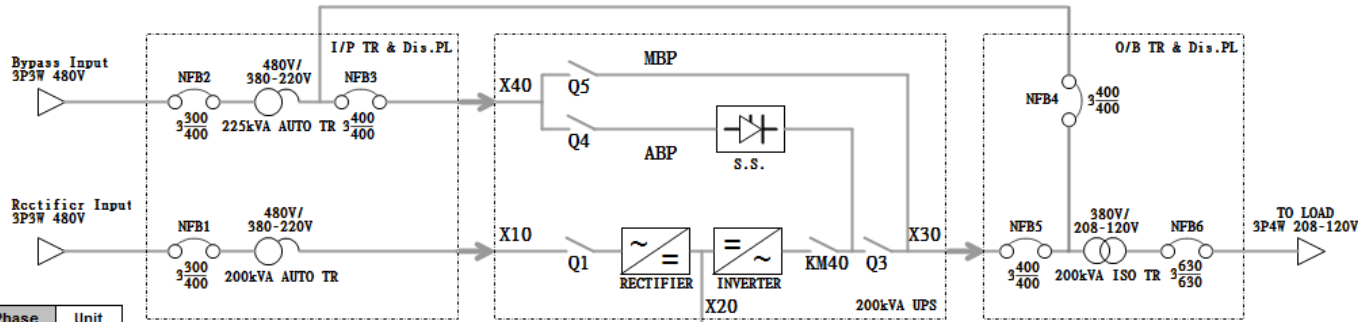 I/P TR & Dis.PL
O/B TR & Dis.PL
Bypass Input
3P3W 480V
NFB2
480V/
380-220V
NFB3
3 300/400
225kVA AUTO TR
3 400/400
X40
Q5
MBP
Q4
ABP
S.S.
NFB4
3 400/400
Rectifier Input
3P3W 480V
NFB1
480V/
380-220V
3 300/400
200kVA AUTO TR
X10
Q1
RECTIFIER
INVERTER
KM40
Q3
X30
X20
200kVA UPS
NFB5
380V/
208-120V
NFB6
3 400/400
200kVA ISO TR
3 630/630
TO LOAD
3P4W 208-120V
Phase
Unit